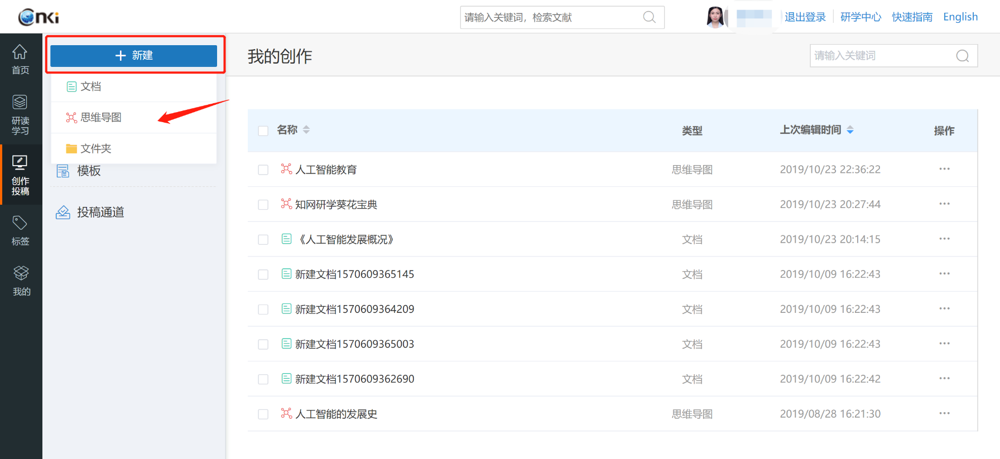 cnki
请输入关键词，检索文献
退出登录
研学中心
快速指南
English
首页
研读
学习
创作
投稿
标签
我的
新建
文档
思维导图
文件夹
模板
投稿通道
我的创作
请输入关键词
名称 类型 上次编辑时间 操作
人工智能教育 思维导图 2019/10/23 22:36:22 ···
知网研学葵花宝典 思维导图 2019/10/23 20:27:44 ···
《人工智能发展概况》 文档 2019/10/23 20:14:15 ···
新建文档1570609365145 文档 2019/10/09 16:22:43 ···
新建文档1570609364209 文档 2019/10/09 16:22:43 ···
新建文档1570609365003 文档 2019/10/09 16:22:43 ···
新建文档1570609362690 文档 2019/10/09 16:22:42 ···
人工智能的发展史 思维导图 2019/08/28 16:21:30 ···